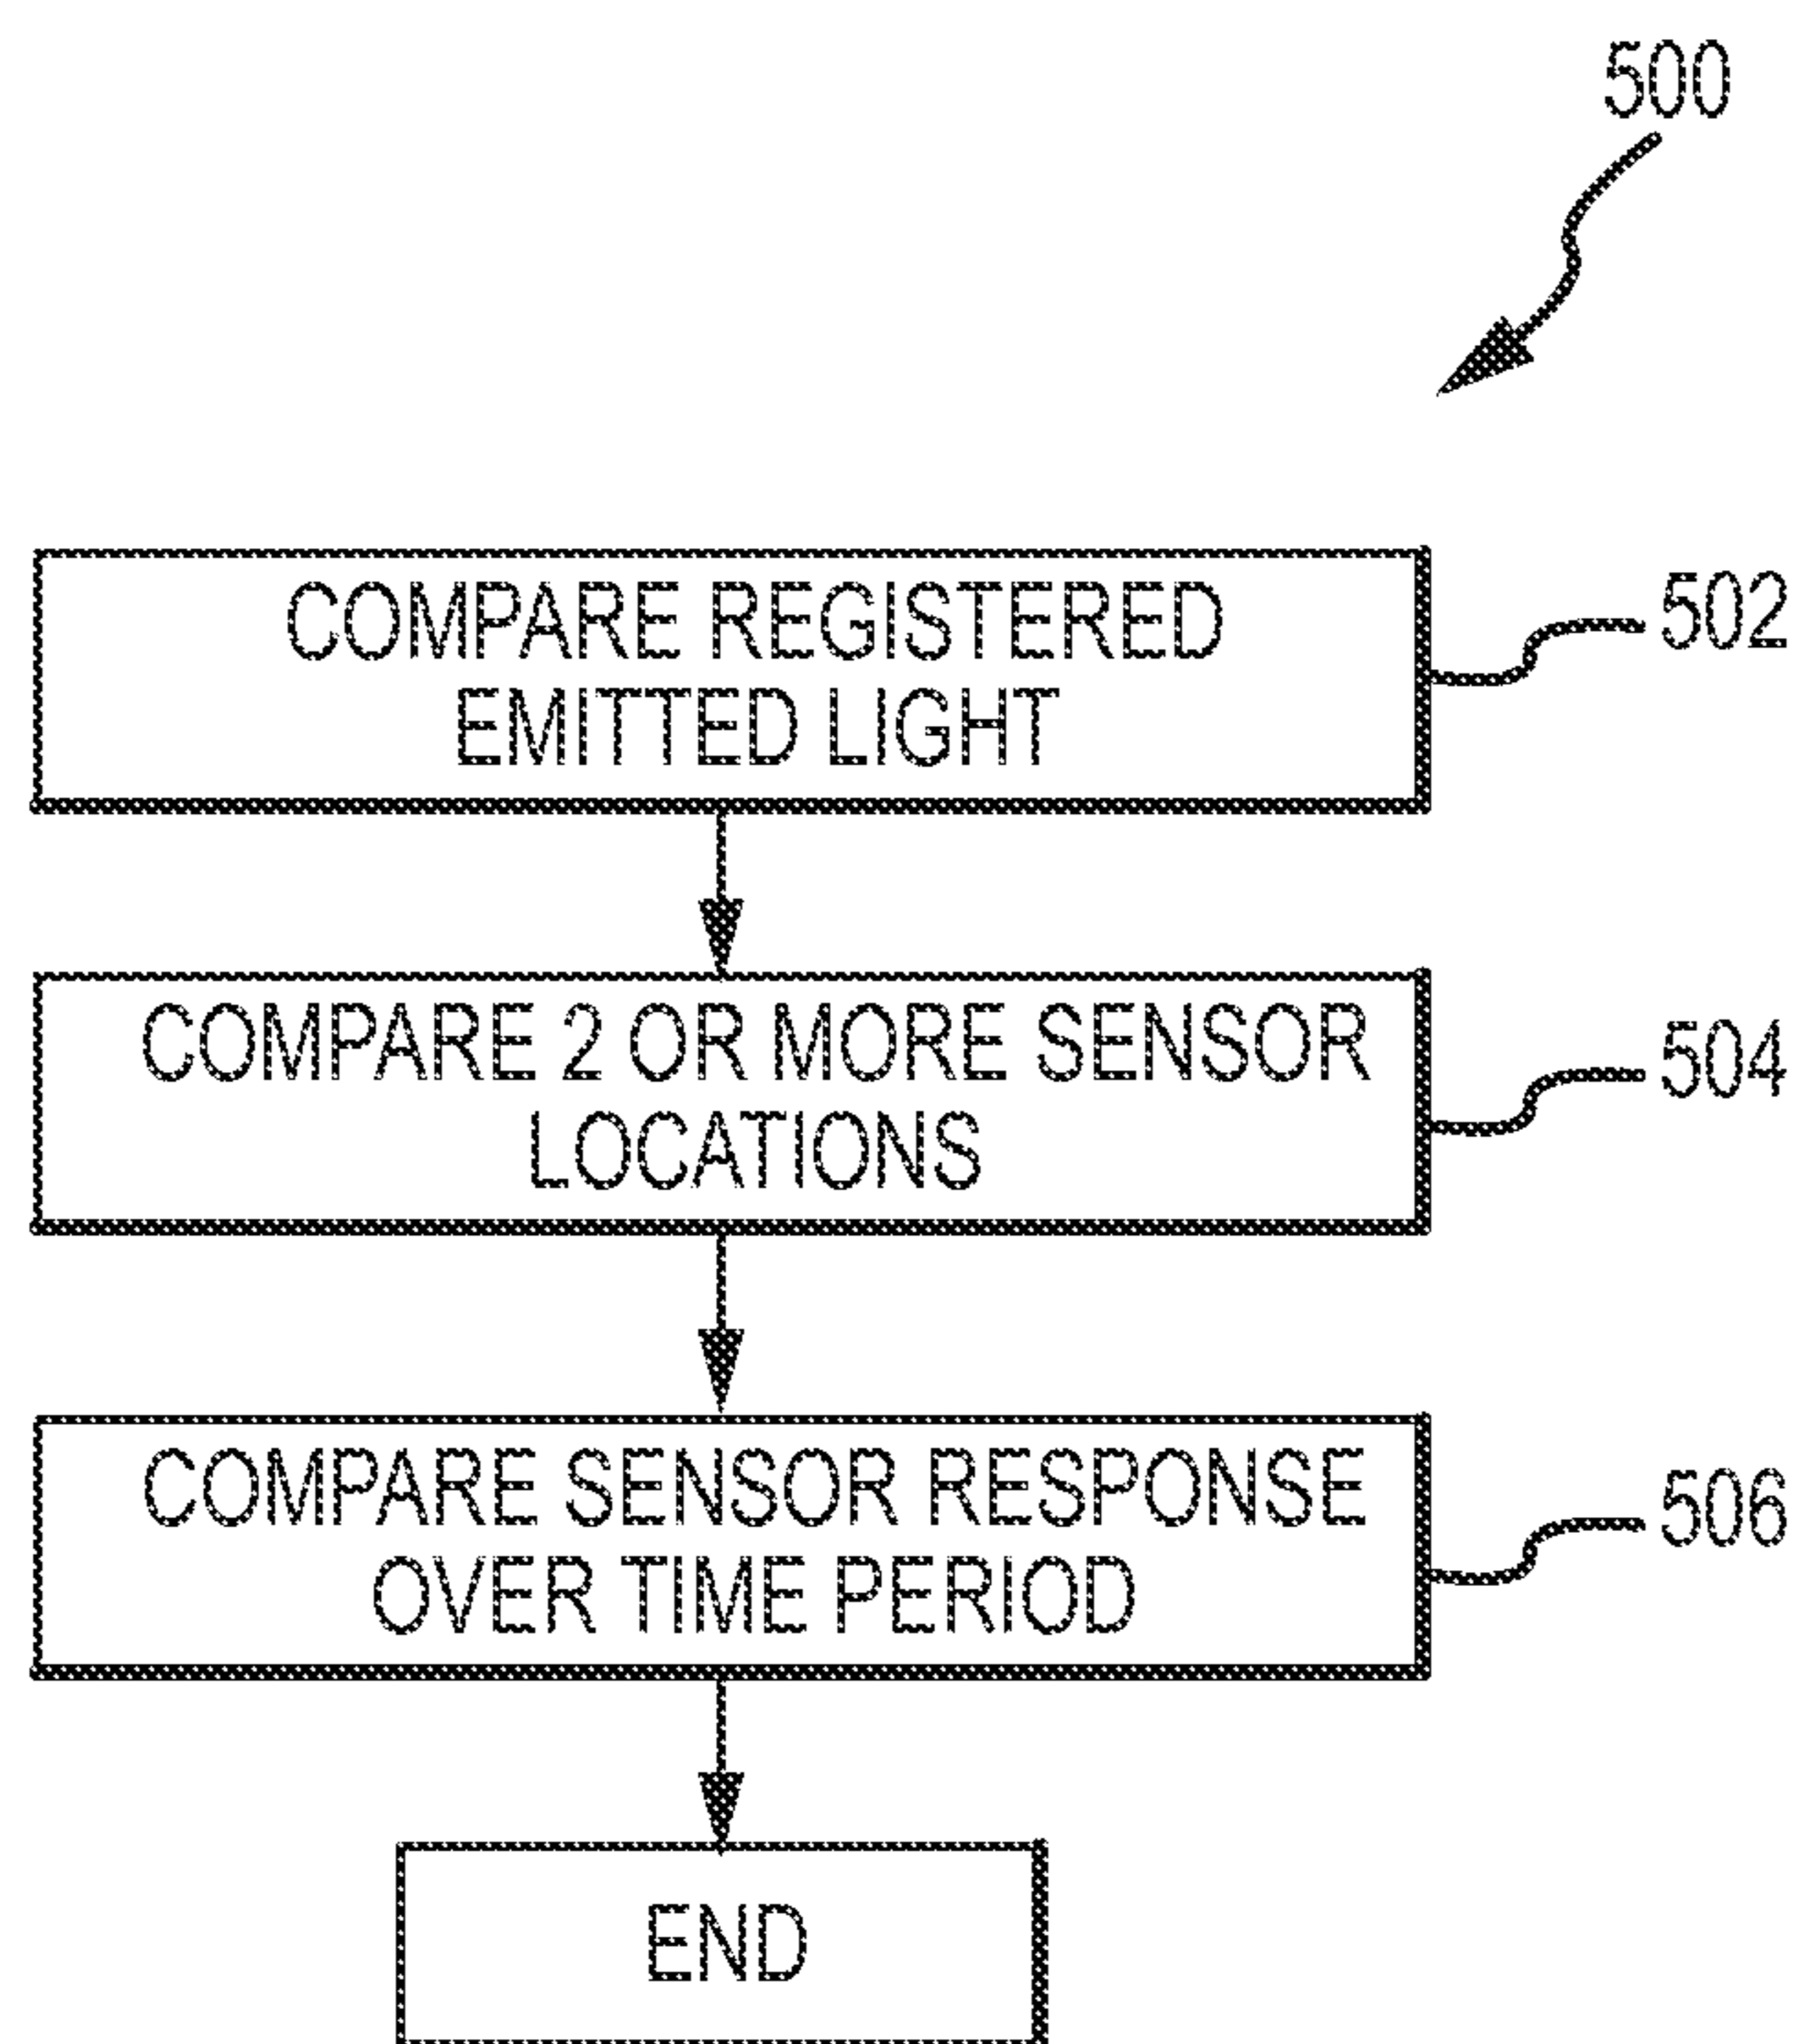 500
COMPARE REGISTERED
EMITTED LIGHT
502
COMPARE 2 OR MORE SENSOR
LOCATIONS
504
COMPARE SENSOR RESPONSE
OVER TIME PERIOD
506
END